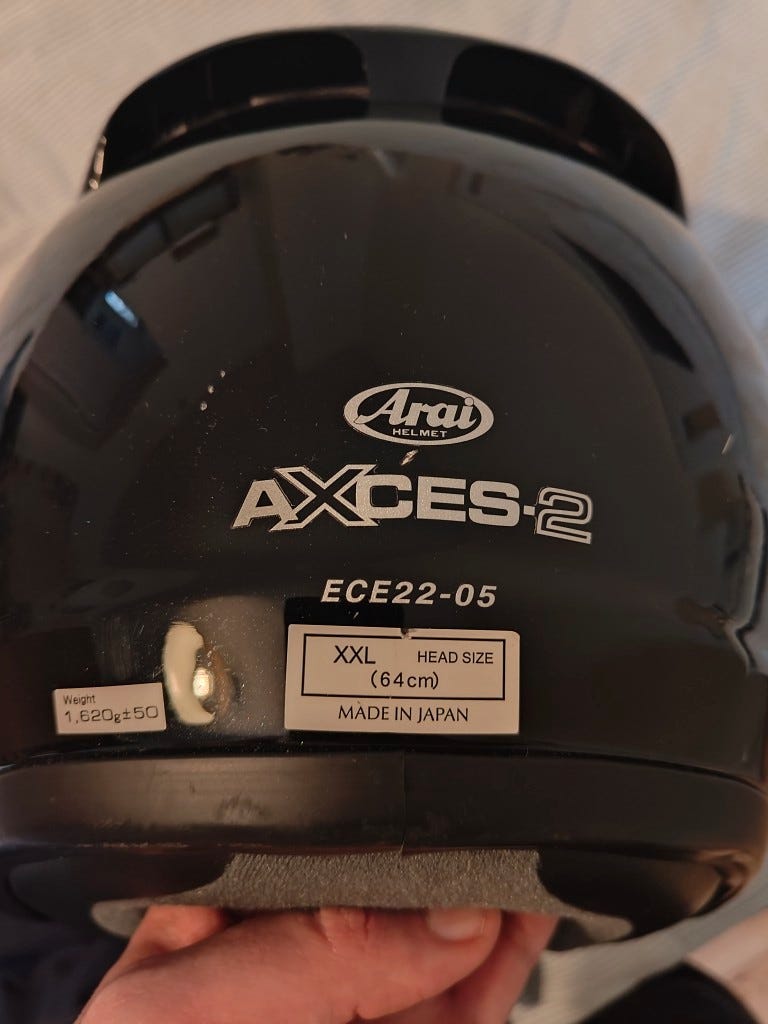 Arai
HELMET
AXCES-2
ECE22-05
XXL HEAD SIZE
(64cm)
MADE IN JAPAN
Weight
1,620g±50